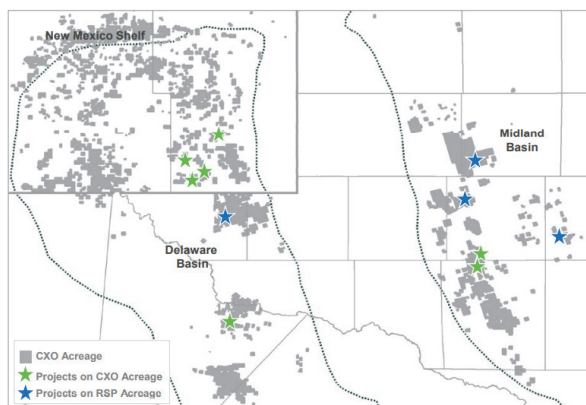 New Mexico Shelf
Midland
Basin
Delaware
Basin
CXO Acreage
Projects on CXO Acreage
Projects on RSP Acreage